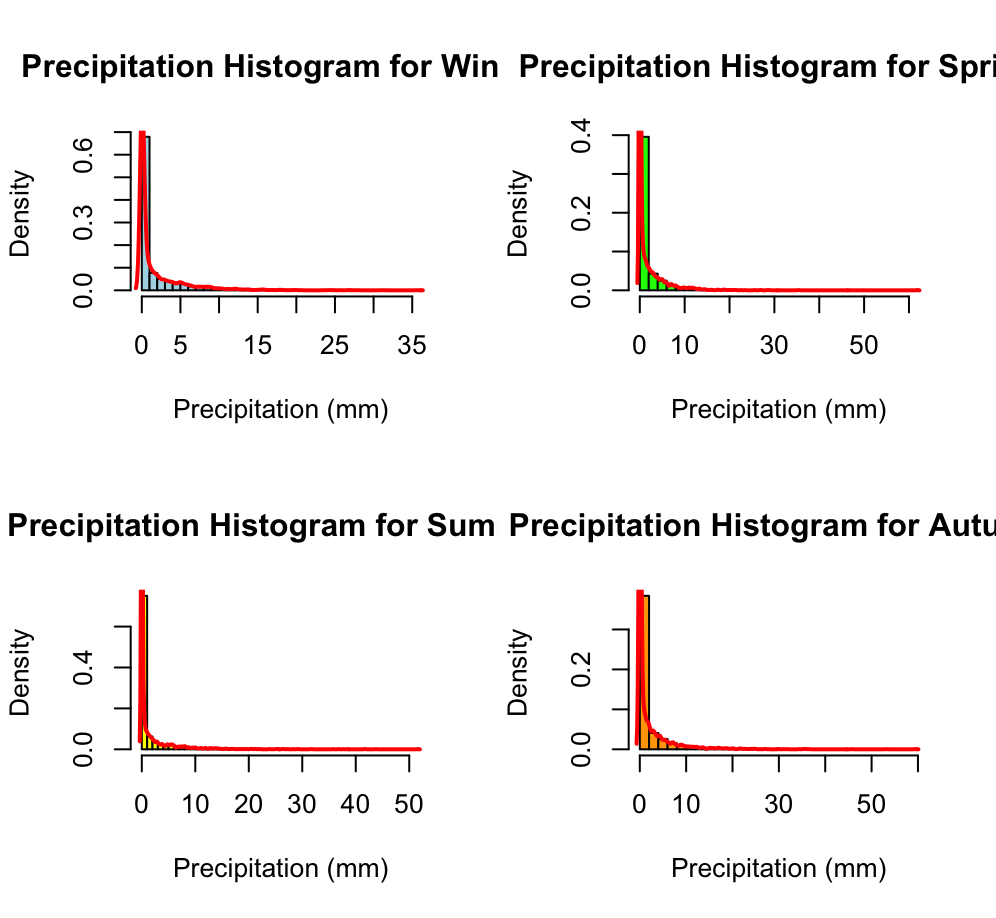 Precipitation Histogram for Win
Density
0.0 0.3 0.6
0 5 15 25 35
Precipitation (mm)
Precipitation Histogram for Spri
Density
0.0 0.2 0.4
0 10 30 50
Precipitation (mm)
Precipitation Histogram for Sum
Density
0.0 0.4
0 10 20 30 40 50
Precipitation (mm)
Precipitation Histogram for Autu
Density
0.0 0.2
0 10 30 50
Precipitation (mm)